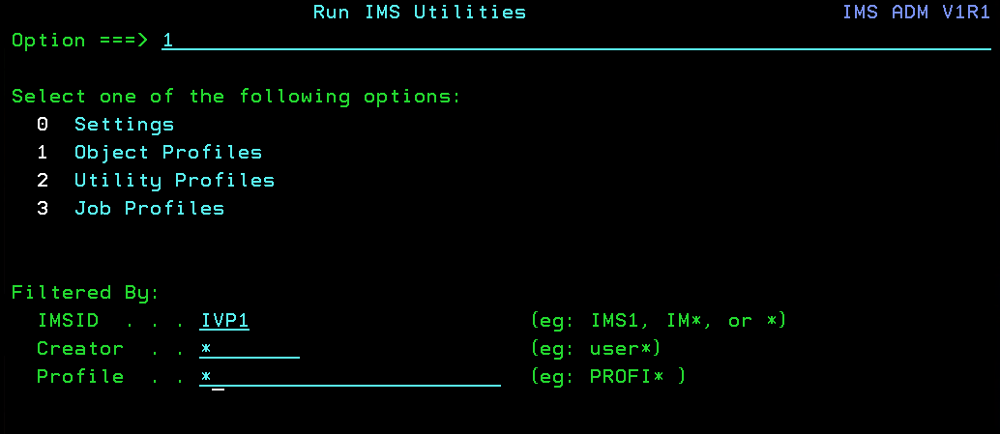 Run IMS Utilities IMS ADM V1R1
Option ===> 1
Select one of the following options:
0 Settings
1 Object Profiles
2 Utility Profiles
3 Job Profiles
Filtered By:
IMSID . . . IVP1 (eg: IMS1, IM*, or *)
Creator . . * (eg: user*)
Profile . . * (eg: PROFI* )